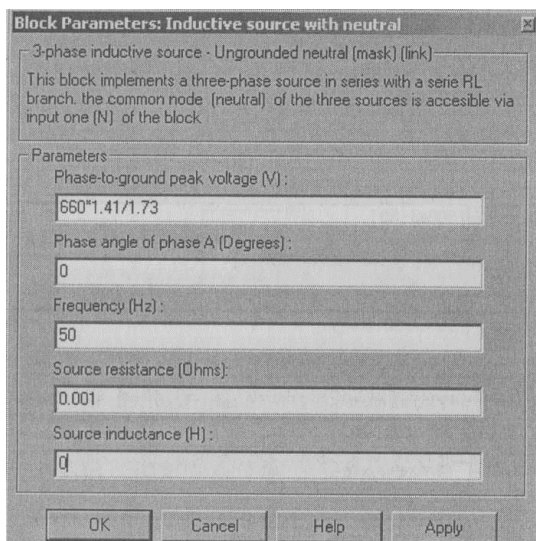 Block Parameters: Inductive source with neutral
3-phase inductive source - Ungrounded neutral (mask) (link)
This block implements a three-phase source in series with a serie RL
branch. the common node (neutral) of the three sources is accesible via
input one (N) of the block
Parameters
Phase-to-ground peak voltage (V) :
660*1.41/1.73
Phase angle of phase A (Degrees) :
0
Frequency (Hz) :
50
Source resistance (Ohms):
0.001
Source inductance (H) :
0
OK
Cancel
Help
Apply